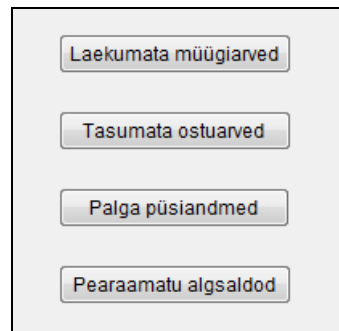 Laekumata müügiarved
Tasumata ostuarved
Palga püsiandmed
Pearaamatu algsaldod